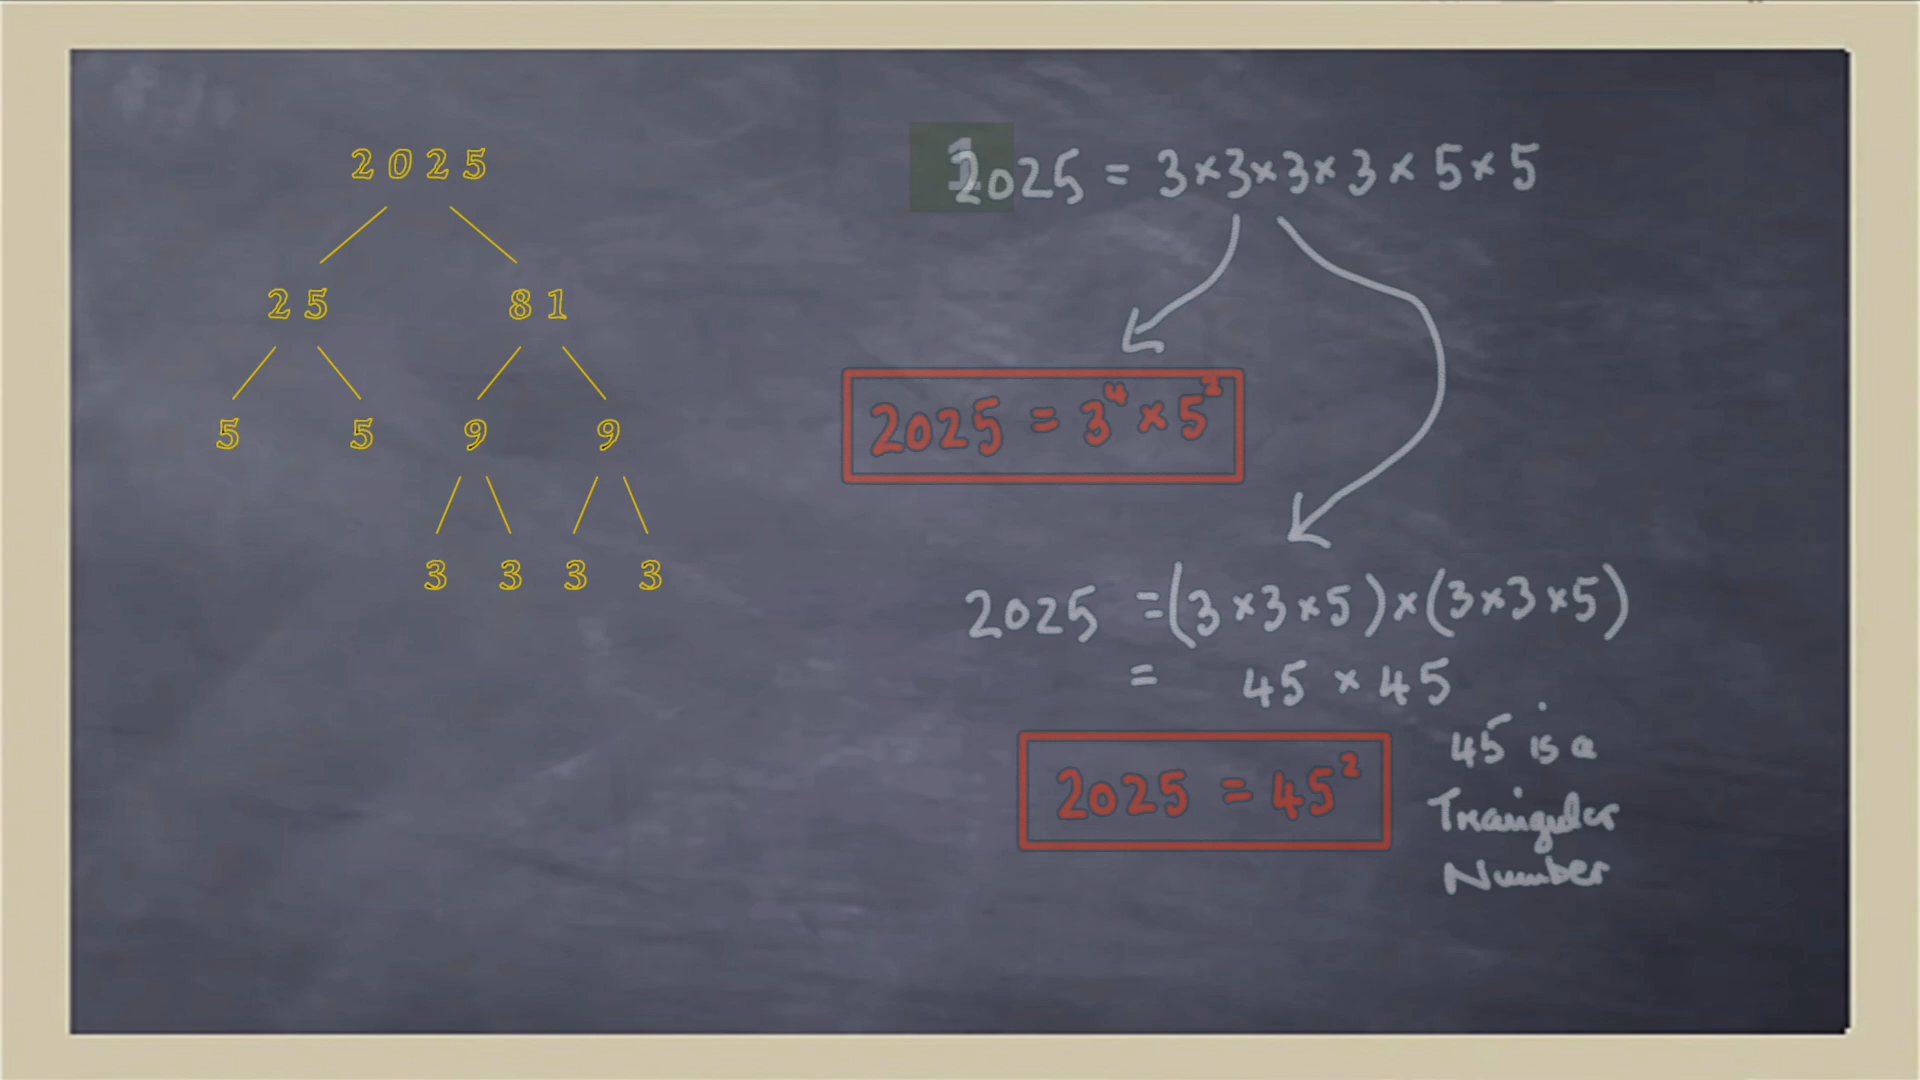 2025
25 81
5 5 9 9
3 3 3 3
1
2025 = 3×3×3×3×5×5
2025 = 3⁴×5²
2025 =(3×3×5)×(3×3×5)
= 45×45
2025 = 45²
45 is a
Triangular
Number